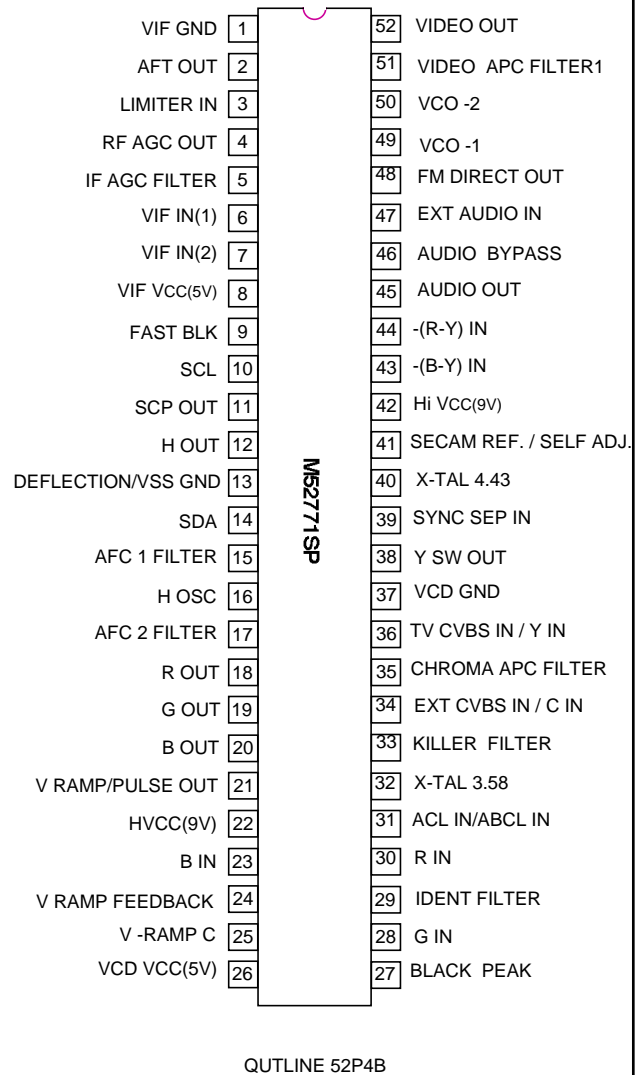 VIF GND 1
AFT OUT 2
LIMITER IN 3
RF AGC OUT 4
IF AGC FILTER 5
VIF IN(1) 6
VIF IN(2) 7
VIF VCC(5V) 8
FAST BLK 9
SCL 10
SCP OUT 11
H OUT 12
DEFLECTION/VSS GND 13
SDA 14
AFC 1 FILTER 15
H OSC 16
AFC 2 FILTER 17
R OUT 18
G OUT 19
B OUT 20
V RAMP/PULSE OUT 21
HVCC(9V) 22
B IN 23
V RAMP FEEDBACK 24
V -RAMP C 25
VCD VCC(5V) 26
M52771SP
52 VIDEO OUT
51 VIDEO APC FILTER1
50 VCO -2
49 VCO -1
48 FM DIRECT OUT
47 EXT AUDIO IN
46 AUDIO BYPASS
45 AUDIO OUT
44 -(R-Y) IN
43 -(B-Y) IN
42 Hi VCC(9V)
41 SECAM REF. / SELF ADJ.
40 X-TAL 4.43
39 SYNC SEP IN
38 Y SW OUT
37 VCD GND
36 TV CVBS IN / Y IN
35 CHROMA APC FILTER
34 EXT CVBS IN / C IN
33 KILLER FILTER
32 X-TAL 3.58
31 ACL IN/ABCL IN
30 R IN
29 IDENT FILTER
28 G IN
27 BLACK PEAK
QUTLINE 52P4B